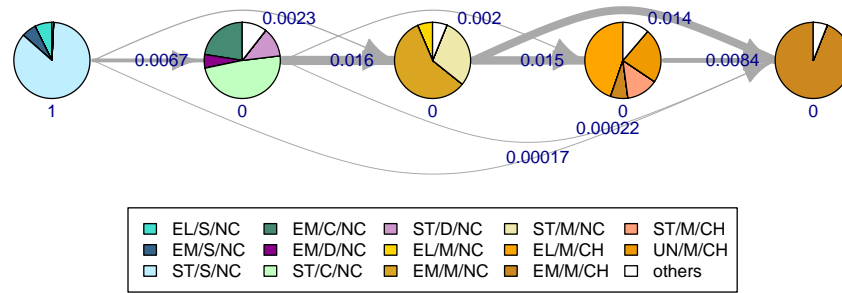 0.0023 0.002 0.014
0.0067 0.016 0.015 0.0084
1 0 0 0 0
0.00022
0.00017
EL/S/NC EM/C/NC ST/D/NC ST/M/NC ST/M/CH
EM/S/NC EM/D/NC EL/M/NC EL/M/CH UN/M/CH
ST/S/NC ST/C/NC EM/M/NC EM/M/CH others